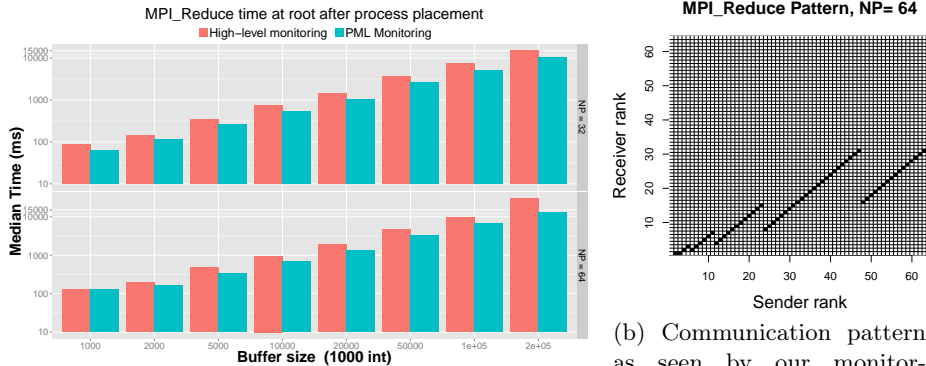 MPI_Reduce time at root after process placement
High-level monitoring PML Monitoring
Median Time (ms)
15000
10000
1000
100
10
NP = 32
15000
10000
1000
100
10
NP = 64
1000 2000 5000 10000 20000 50000 1e+05 2e+05
Buffer size (1000 int)
MPI_Reduce Pattern, NP= 64
Receiver rank
60
50
40
30
20
10
10 20 30 40 50 60
Sender rank
(b) Communication pattern
as seen by our monitor-